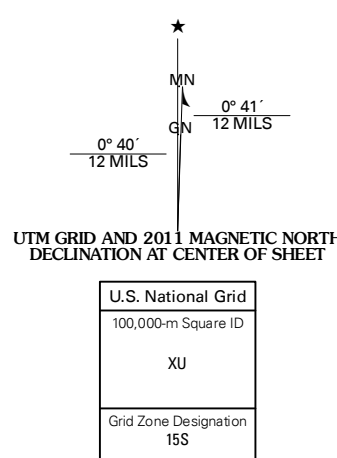 ★
MN
0° 41´
12 MILS
GN
0° 40´
12 MILS
UTM GRID AND 2011 MAGNETIC NORTH
DECLINATION AT CENTER OF SHEET
U.S. National Grid
100,000-m Square ID
XU
Grid Zone Designation
15S